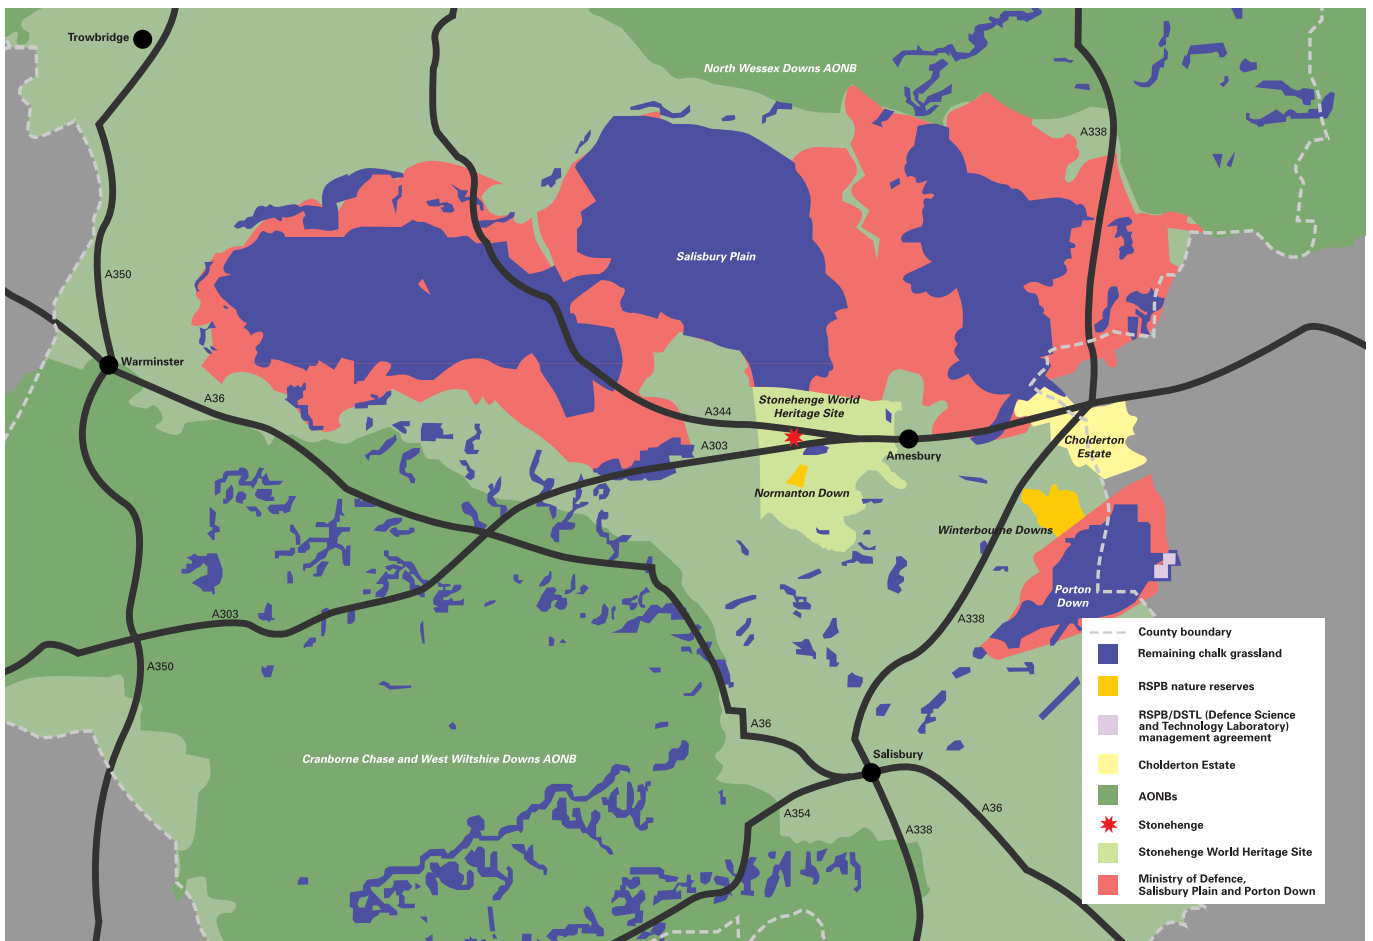 Trowbridge
North Wessex Downs AONB
A338
Salisbury Plain
A350
Warminster
A36
Stonehenge World
Heritage Site
A344
A303
Amesbury
Cholderton
Estate
Normanton Down
Winterbourne Downs
Porton
Down
A303
A338
A350
A36
Cranborne Chase and West Wiltshire Downs AONB
Salisbury
A354
A338
A36
County boundary
Remaining chalk grassland
RSPB nature reserves
RSPB/DSTL (Defence Science
and Technology Laboratory)
management agreement
Cholderton Estate
AONBs
Stonehenge
Stonehenge World Heritage Site
Ministry of Defence,
Salisbury Plain and Porton Down